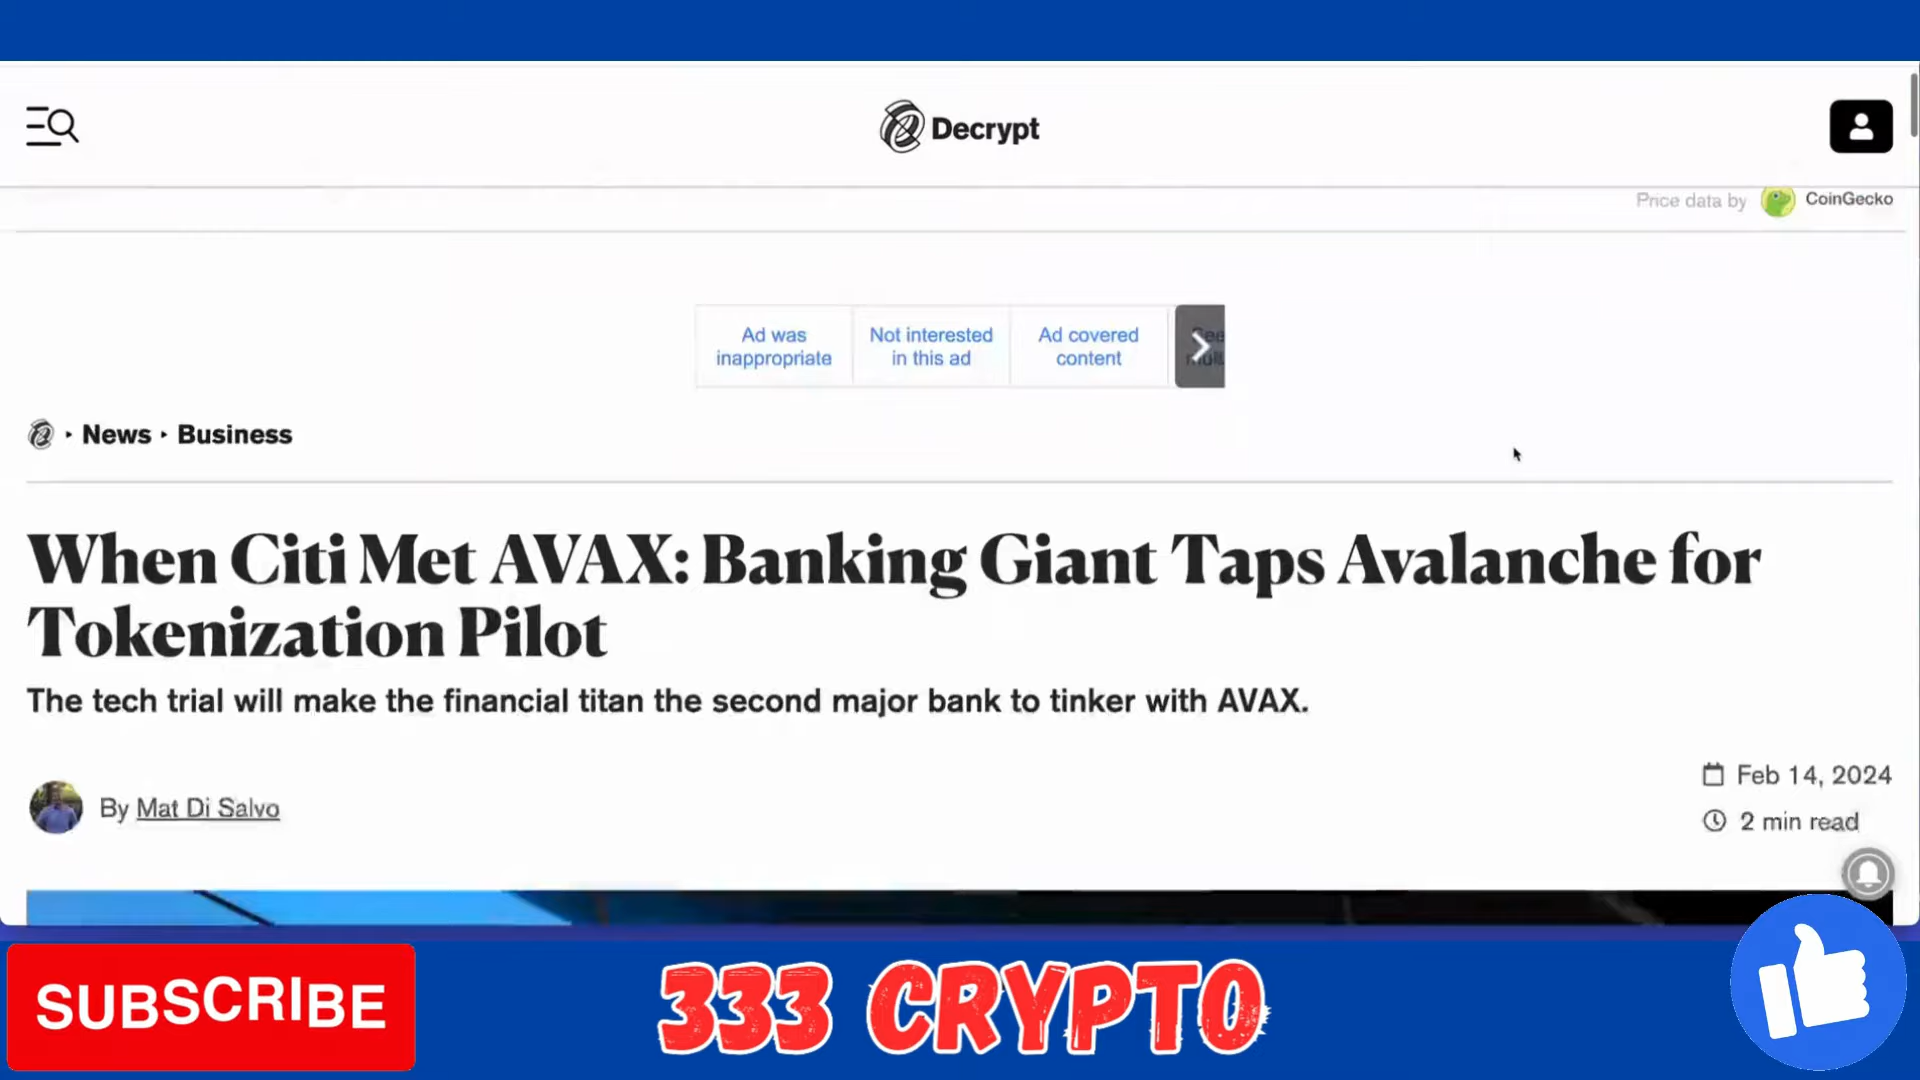 Decrypt
Price data by CoinGecko
Ad was
inappropriate
Not interested
in this ad
Ad covered
content
See
News · Business
When Citi Met AVAX: Banking Giant Taps Avalanche for
Tokenization Pilot
The tech trial will make the financial titan the second major bank to tinker with AVAX.
By Mat Di Salvo
Feb 14, 2024
2 min read
SUBSCRIBE
333 CRYPTO